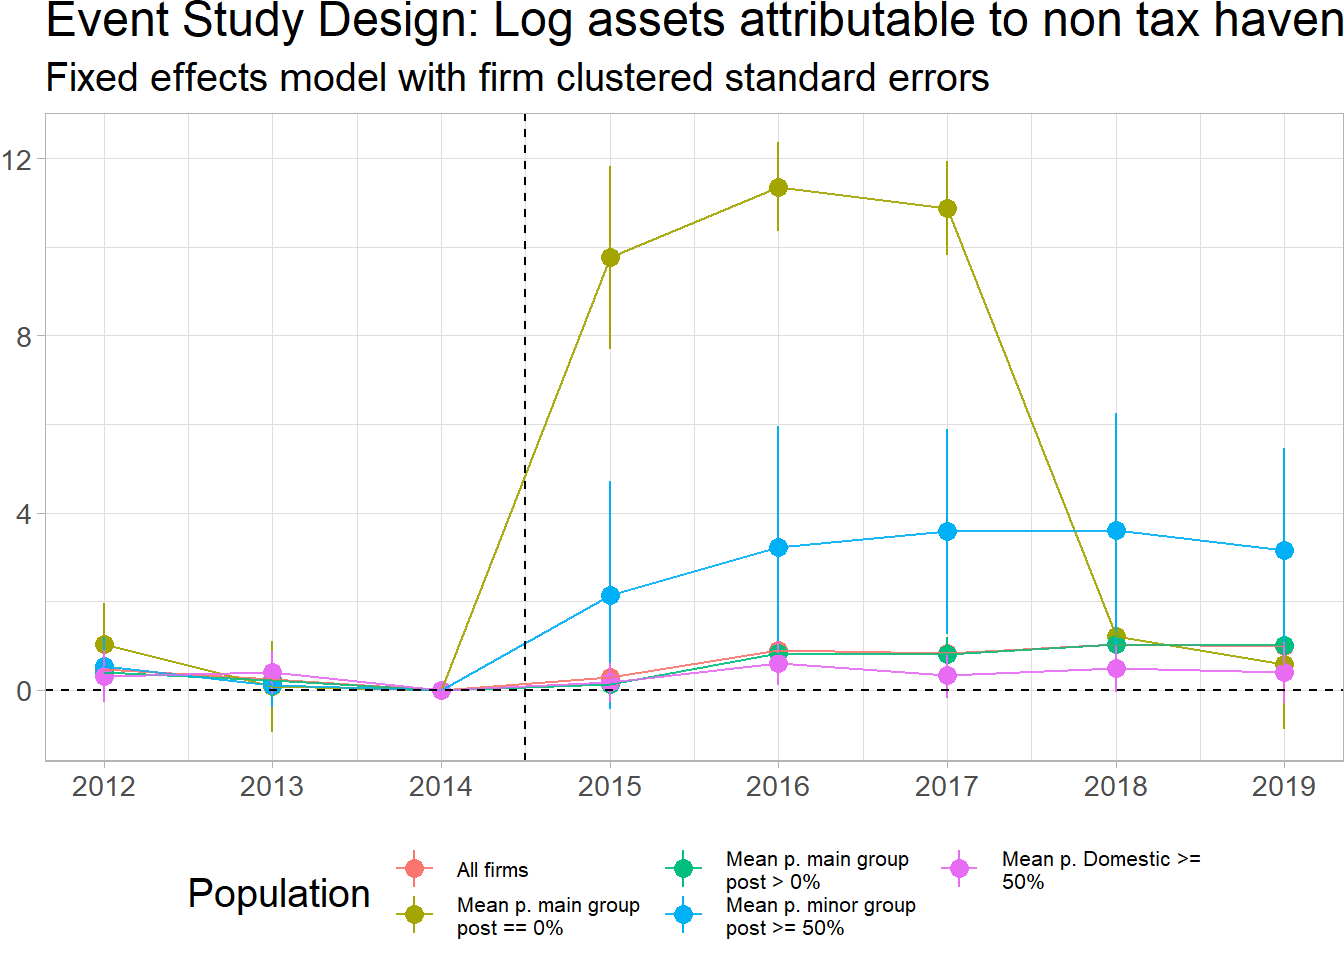 Event Study Design: Log assets attributable to non tax haven
Fixed effects model with firm clustered standard errors
12
8
4
0
2012 2013 2014 2015 2016 2017 2018 2019
Population
All firms
Mean p. main group
post == 0%
Mean p. main group
post > 0%
Mean p. minor group
post >= 50%
Mean p. Domestic >=
50%